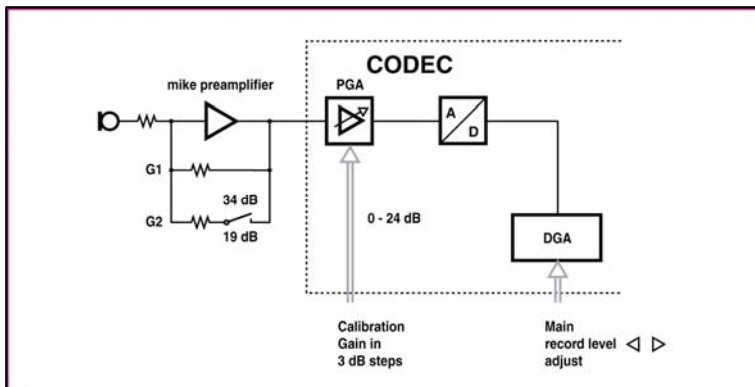 CODEC
mike preamplifier
PGA
A
D
G1
34 dB
G2
19 dB
0 - 24 dB
DGA
Calibration
Gain in
3 dB steps
Main
record level
adjust